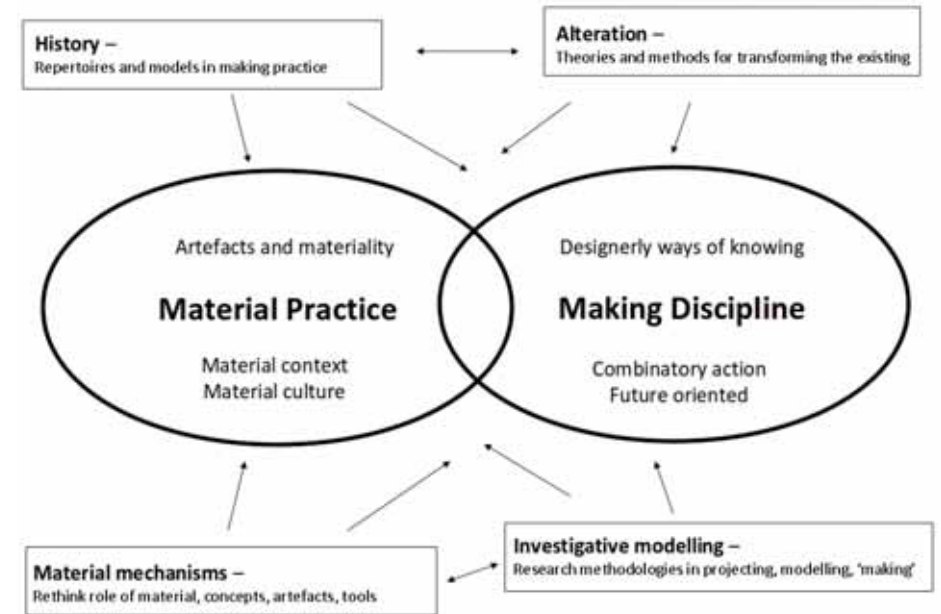 History –
Repertoires and models in making practice
Alteration –
Theories and methods for transforming the existing
Artefacts and materiality
Material Practice
Material context
Material culture
Designerly ways of knowing
Making Discipline
Combinatory action
Future oriented
Material mechanisms –
Rethink role of material, concepts, artefacts, tools
Investigative modelling –
Research methodologies in projecting, modelling, ‘making’